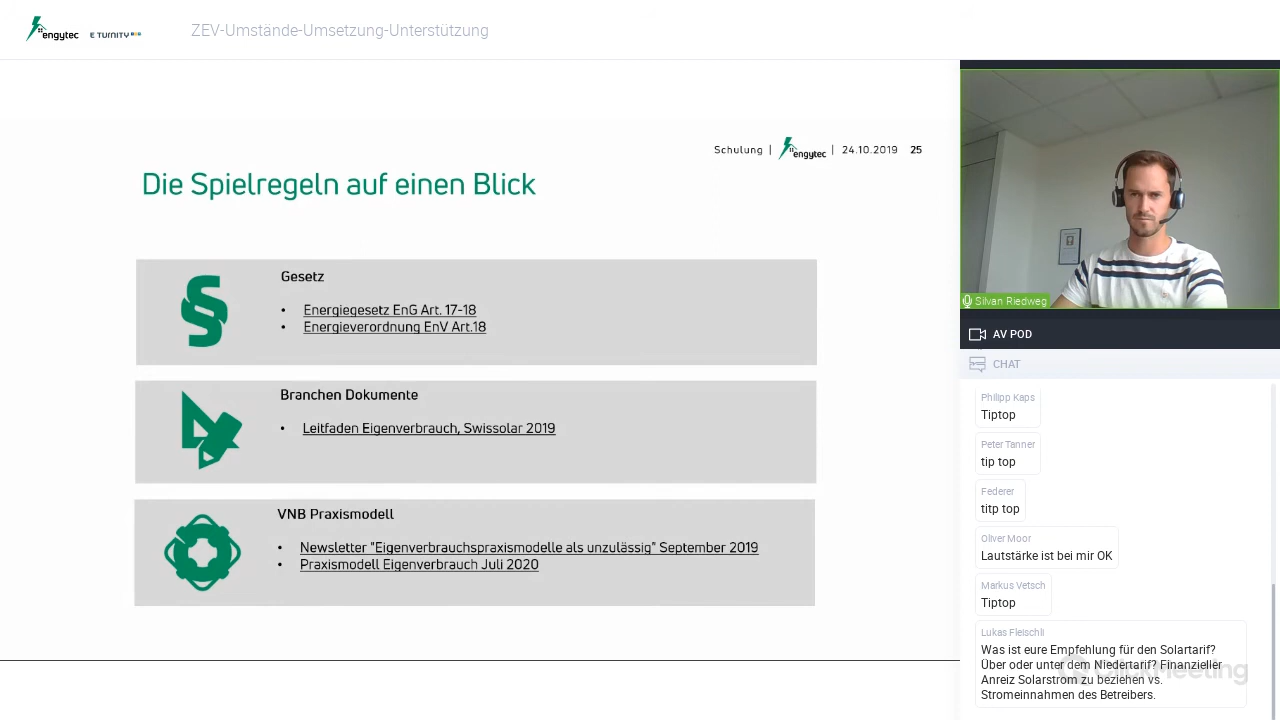 engytec
E TURNITY
ZEV-Umstände-Umsetzung-Unterstützung
Schulung | engytec | 24.10.2019 25
Die Spielregeln auf einen Blick
Gesetz
• Energiegesetz EnG Art. 17-18
• Energieverordnung EnV Art.18
Branchen Dokumente
• Leitfaden Eigenverbrauch, Swissolar 2019
VNB Praxismodell
• Newsletter "Eigenverbrauchspraxismodelle als unzulässig" September 2019
• Praxismodell Eigenverbrauch Juli 2020
Silvan Riedweg
AV POD
CHAT
Philipp Kaps
Tiptop
Peter Tanner
tip top
Federer
titp top
Oliver Moor
Lautstärke ist bei mir OK
Markus Vetsch
Tiptop
Lukas Fleischli
Was ist eure Empfehlung für den Solartarif?
Über oder unter dem Niedertarif? Finanzieller
Anreiz Solarstrom zu beziehen vs.
Stromeinnahmen des Betreibers.
ClickMeeting